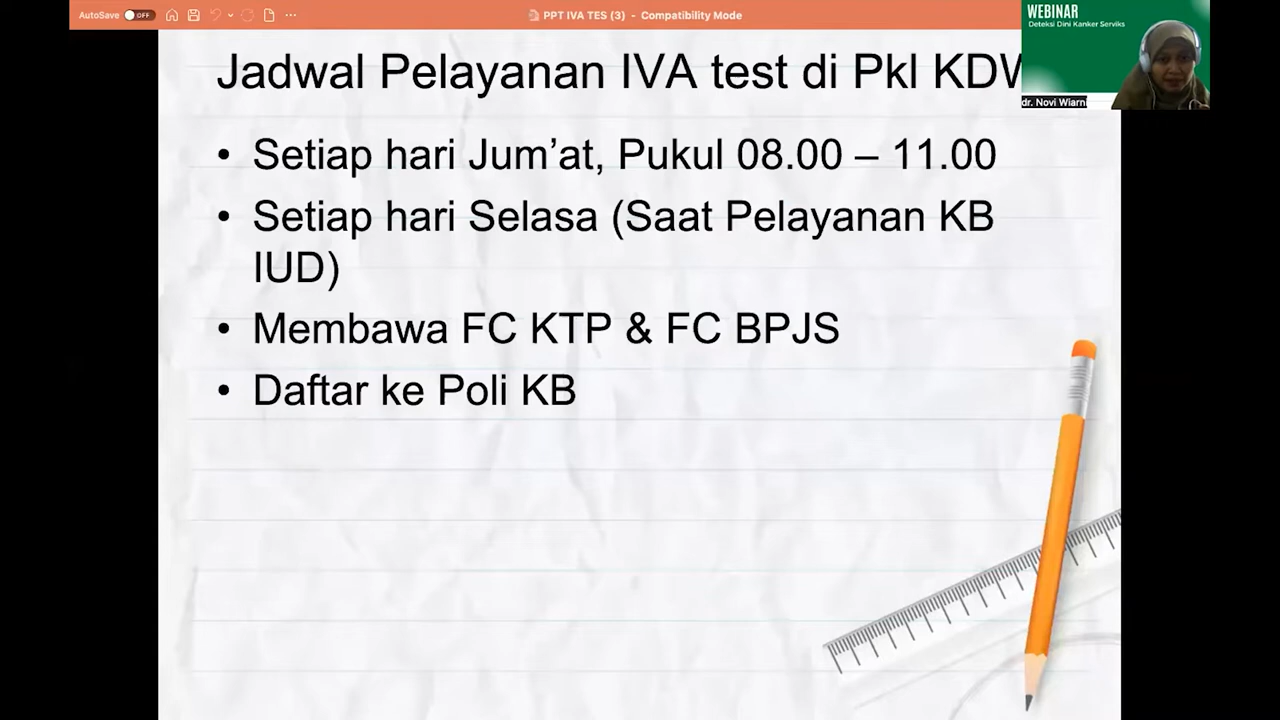 AutoSave OFF
PPT IVA TES (3) - Compatibility Mode
WEBINAR
Deteksi Dini Kanker Serviks
dr. Novi Wiarni
Jadwal Pelayanan IVA test di Pkl KDW
• Setiap hari Jum’at, Pukul 08.00 – 11.00
• Setiap hari Selasa (Saat Pelayanan KB
IUD)
• Membawa FC KTP & FC BPJS
• Daftar ke Poli KB